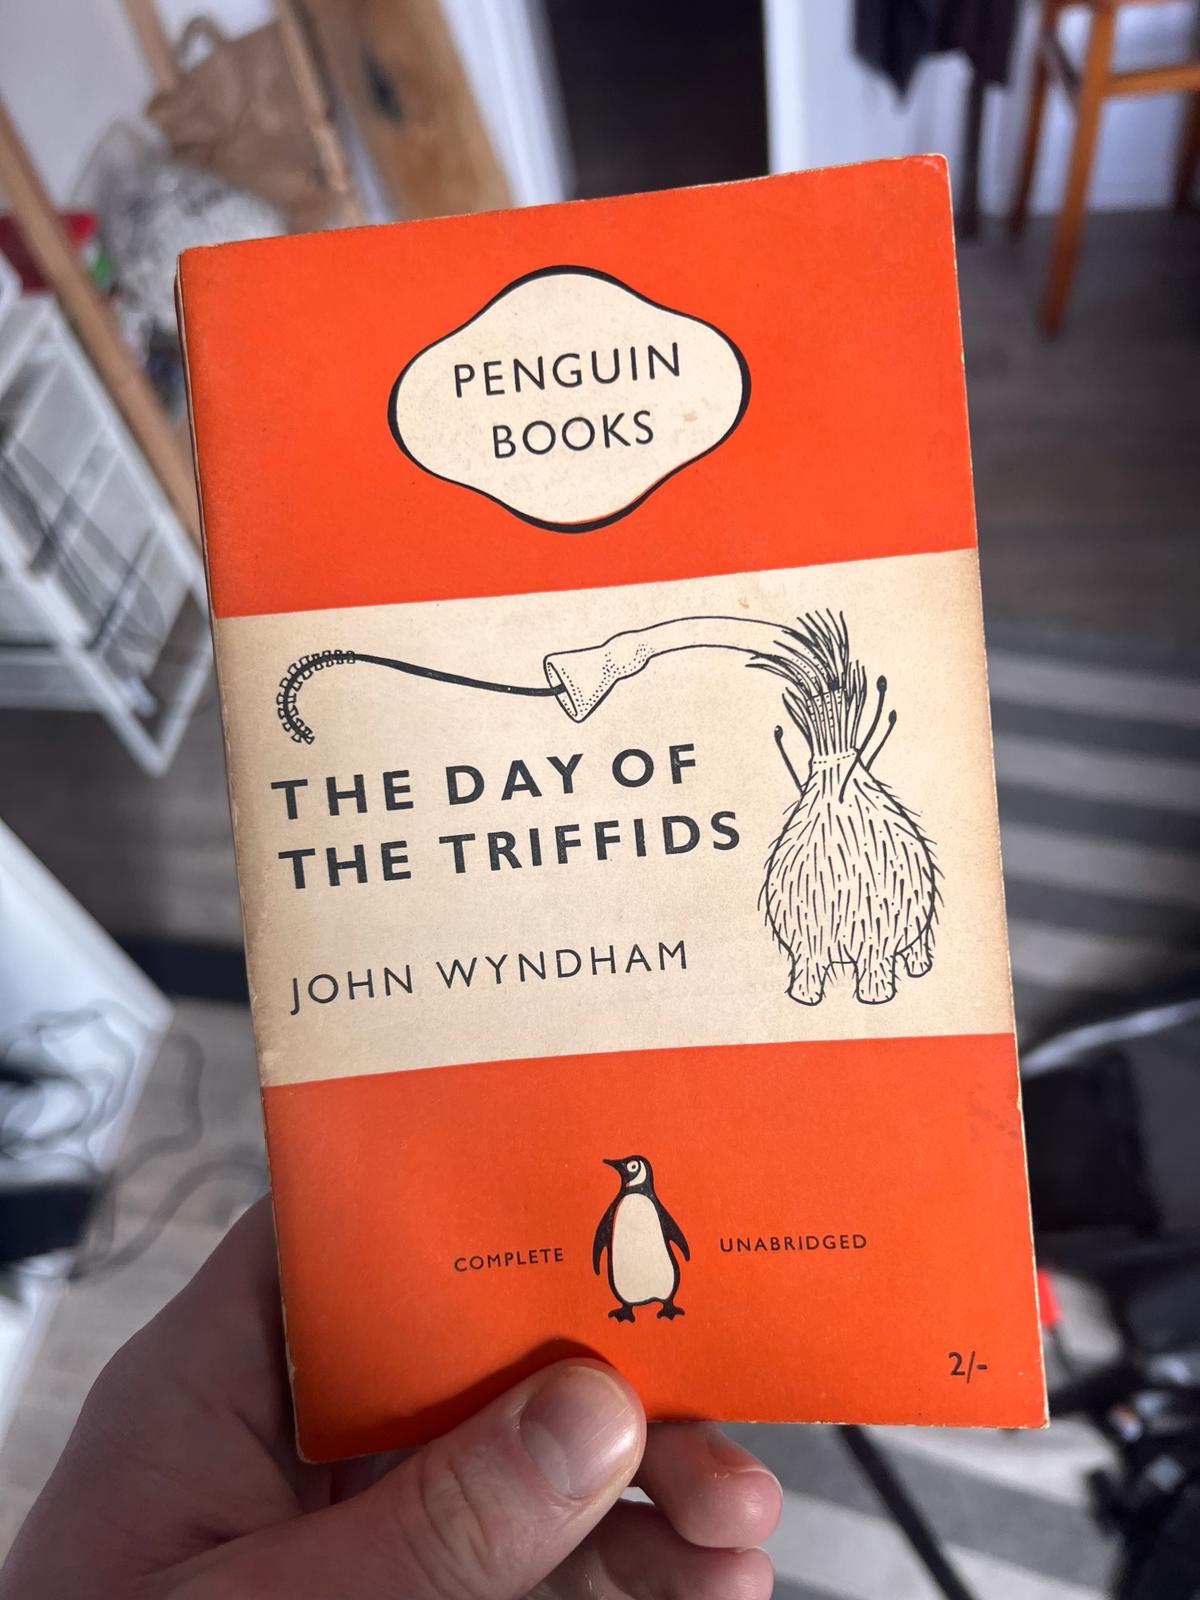 PENGUIN
BOOKS
THE DAY OF
THE TRIFFIDS
JOHN WYNDHAM
COMPLETE UNABRIDGED
2/-